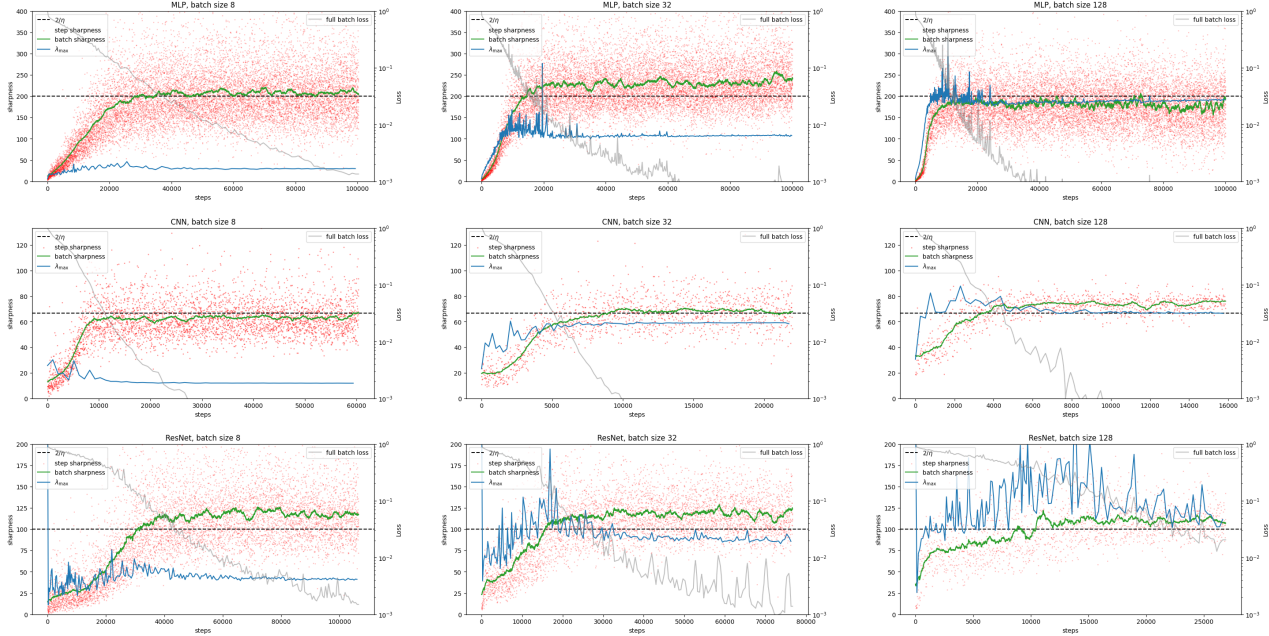 MLP, batch size 8
400
350
300
250
200
150
100
50
0
sharpness
2/η
step sharpness
batch sharpness
λmax
full batch loss
10⁰
10⁻¹
10⁻²
10⁻³
Loss
0 20000 40000 60000 80000 100000
steps
MLP, batch size 32
400
350
300
250
200
150
100
50
0
sharpness
2/η
step sharpness
batch sharpness
λmax
full batch loss
10⁰
10⁻¹
10⁻²
10⁻³
Loss
0 20000 40000 60000 80000 100000
steps
MLP, batch size 128
400
350
300
250
200
150
100
50
0
sharpness
2/η
step sharpness
batch sharpness
λmax
full batch loss
10⁰
10⁻¹
10⁻²
10⁻³
Loss
0 20000 40000 60000 80000 100000
steps
CNN, batch size 8
120
100
80
60
40
20
0
sharpness
2/η
step sharpness
batch sharpness
λmax
full batch loss
10⁰
10⁻¹
10⁻²
10⁻³
Loss
0 10000 20000 30000 40000 50000 60000
steps
CNN, batch size 32
120
100
80
60
40
20
0
sharpness
2/η
step sharpness
batch sharpness
λmax
full batch loss
10⁰
10⁻¹
10⁻²
10⁻³
Loss
0 5000 10000 15000 20000
steps
CNN, batch size 128
120
100
80
60
40
20
0
sharpness
2/η
step sharpness
batch sharpness
λmax
full batch loss
10⁰
10⁻¹
10⁻²
10⁻³
Loss
0 2000 4000 6000 8000 10000 12000 14000 16000
steps
ResNet, batch size 8
200
175
150
125
100
75
50
25
0
sharpness
2/η
step sharpness
batch sharpness
λmax
full batch loss
10⁰
10⁻¹
10⁻²
10⁻³
Loss
0 20000 40000 60000 80000 100000
steps
ResNet, batch size 32
200
175
150
125
100
75
50
25
0
sharpness
2/η
step sharpness
batch sharpness
λmax
full batch loss
10⁰
10⁻¹
10⁻²
10⁻³
Loss
0 10000 20000 30000 40000 50000 60000 70000 80000
steps
ResNet, batch size 128
200
175
150
125
100
75
50
25
0
sharpness
2/η
step sharpness
batch sharpness
λmax
full batch loss
10⁰
10⁻¹
10⁻²
10⁻³
Loss
0 5000 10000 15000 20000 25000
steps